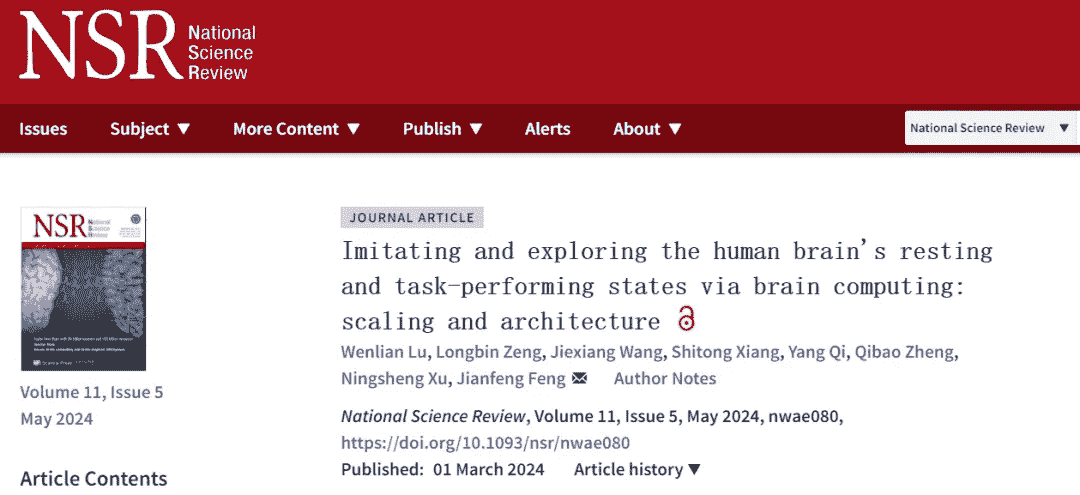 NSR National
Science
Review
Issues Subject ▼ More Content ▼ Publish ▼ Alerts About ▼ National Science Review ▼
NSR National
Science
Review
JOURNAL ARTICLE
Imitating and exploring the human brain's resting
and task-performing states via brain computing:
scaling and architecture
Wenlian Lu, Longbin Zeng, Jiexiang Wang, Shitong Xiang, Yang Qi, Qibao Zheng,
Ningsheng Xu, Jianfeng Feng Author Notes
Volume 11, Issue 5
May 2024
National Science Review, Volume 11, Issue 5, May 2024, nwae080,
https://doi.org/10.1093/nsr/nwae080
Published: 01 March 2024 Article history ▼
Article Contents